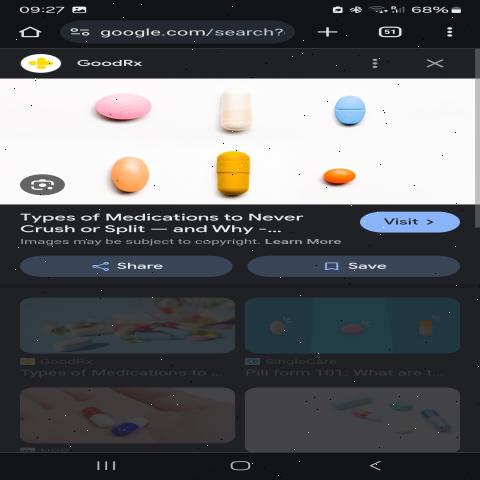 09:27
68%
google.com/search?
51
GoodRx
Types of Medications to Never
Crush or Split — and Why -...
Visit >
Images may be subject to copyright. Learn More
Share
Save
GoodRx
SingleCare
Types of Medications to ...
Pill form 101: What are t...